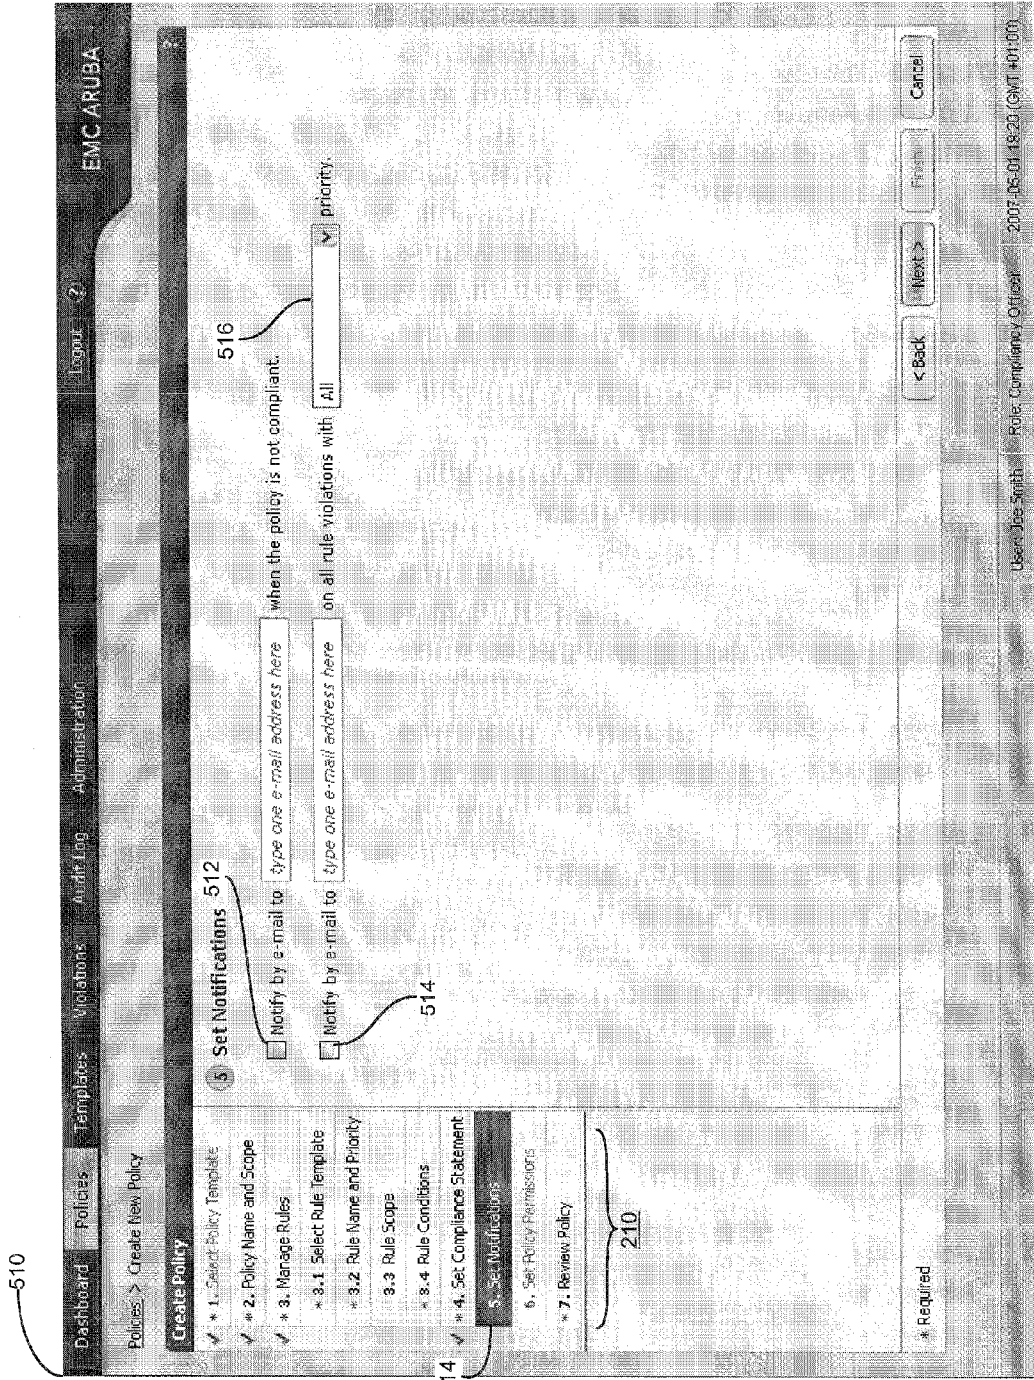 510
EMC ARUBA
Logout ?
Dashboard Policies Templates Violations Audit Log Administration
Policies > Create New Policy
Create Policy ?
✓ * 1. Select Policy Template
✓ * 2. Policy Name and Scope
✓ * 3. Manage Rules
* 3.1 Select Rule Template
* 3.2 Rule Name and Priority
3.3 Rule Scope
* 3.4 Rule Conditions
✓ * 4. Set Compliance Statement
5. Set Notifications
6. Set Policy Permissions
* 7. Review Policy
14
210
5 Set Notifications
512
Notify by e-mail to type one e-mail address here when the policy is not compliant.
516
Notify by e-mail to type one e-mail address here on all rule violations with All priority.
514
* Required
< Back Next > Finish Cancel
User: Joe Smith Role: Compliancy Officer 2007-05-01 18:20 (GMT +01:00)